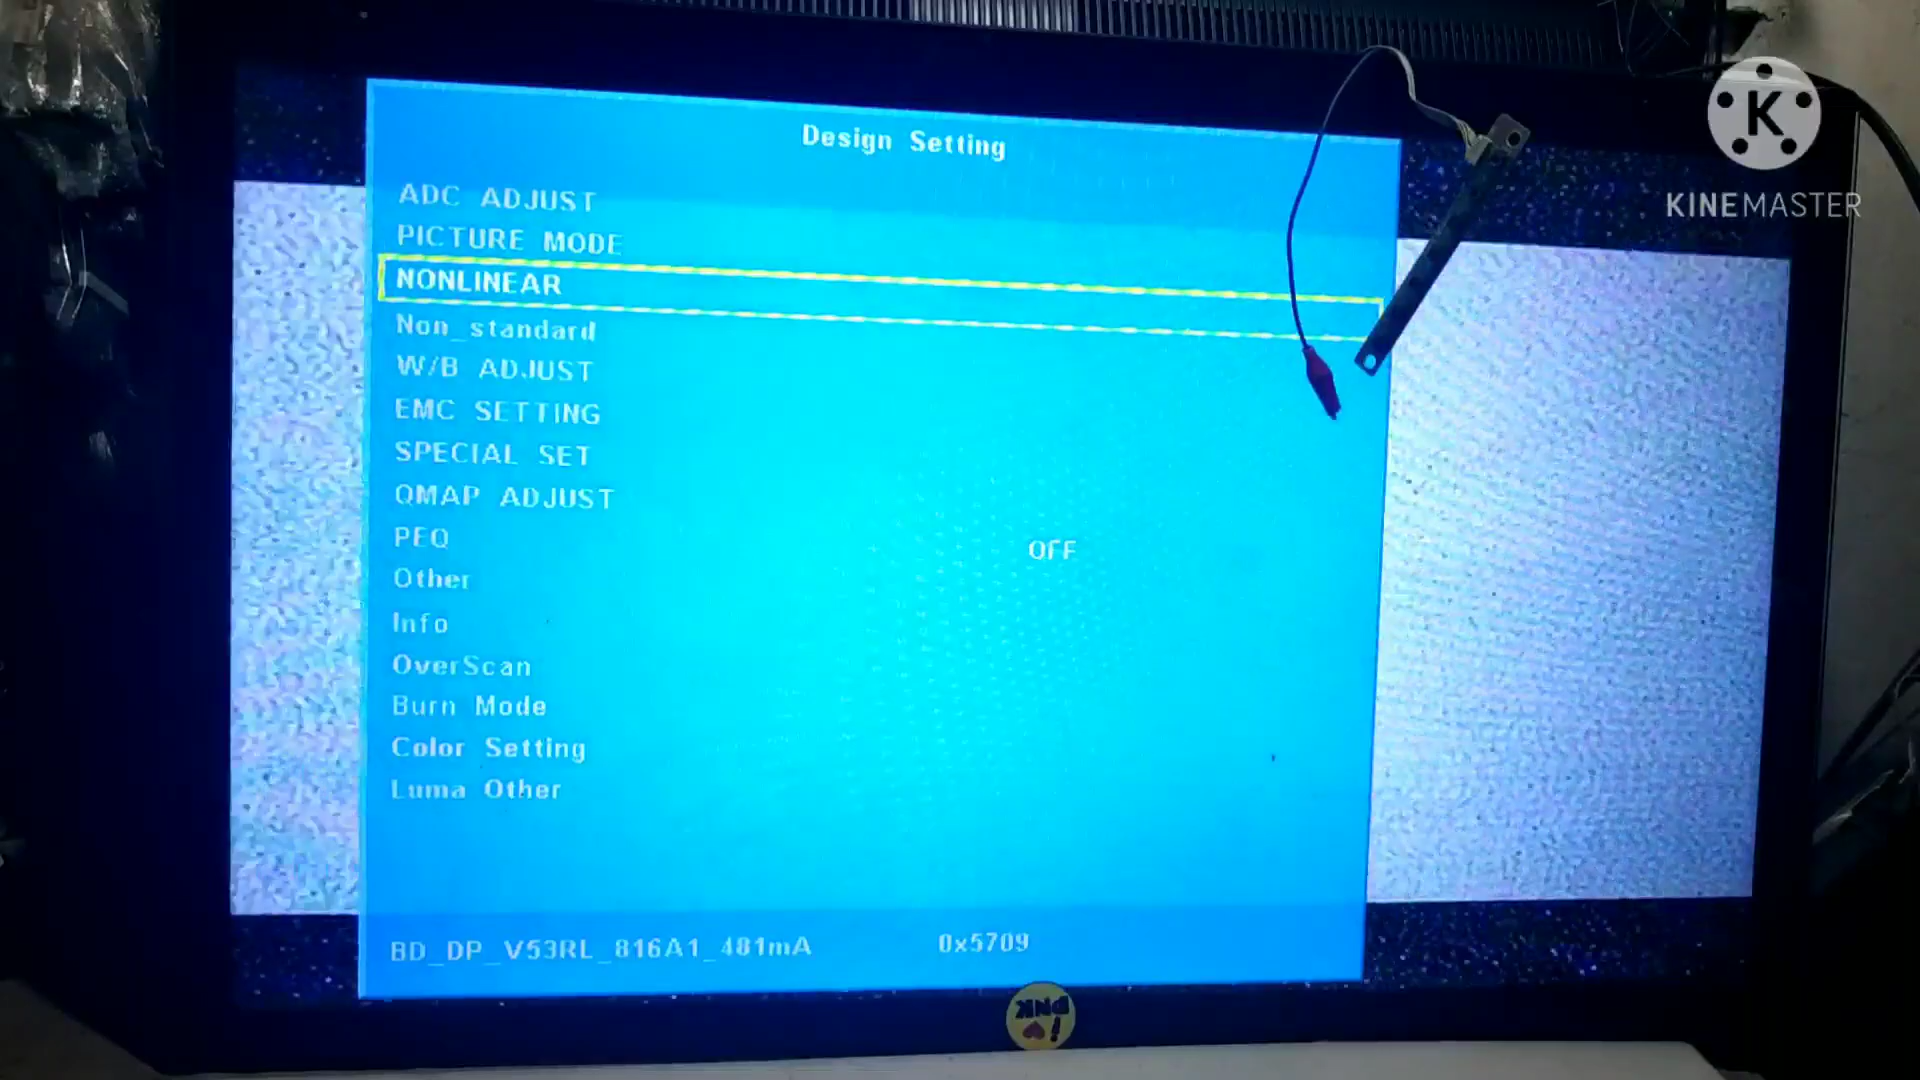 Design Setting
ADC ADJUST
PICTURE MODE
NONLINEAR
Non_standard
W/B ADJUST
EMC SETTING
SPECIAL SET
QMAP ADJUST
PEQ OFF
Other
Info
OverScan
Burn Mode
Color Setting
Luma Other
BD_DP_V53RL_816A1_481mA 0x5709
K
KINEMASTER
i ♥ PNK